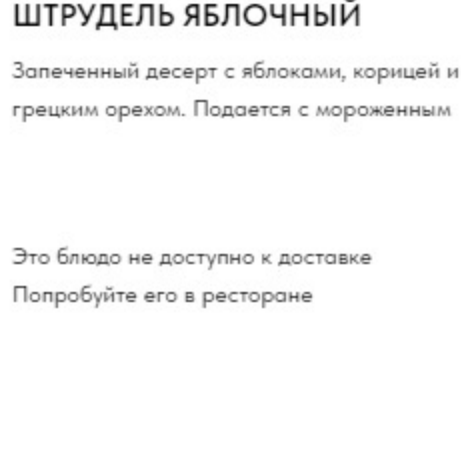 ШТРУДЕЛЬ ЯБЛОЧНЫЙ
Запеченный десерт с яблоками, корицей и
грецким орехом. Подается с мороженным
Это блюдо не доступно к доставке
Попробуйте его в ресторане